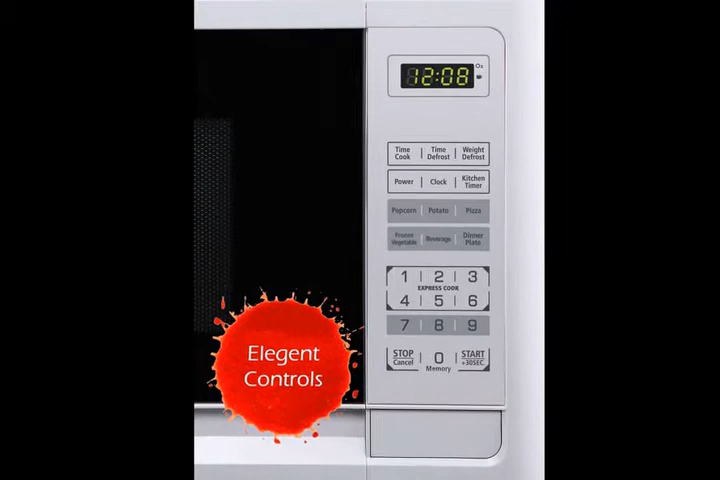 12:08
Oz
Time Cook | Time Defrost | Weight Defrost
Power | Clock | Kitchen Timer
Popcorn | Potato | Pizza
Frozen Vegetable | Beverage | Dinner Plate
1 | 2 | 3
EXPRESS COOK
4 | 5 | 6
7 | 8 | 9
STOP Cancel | 0 Memory | START +30SEC.
Elegent
Controls